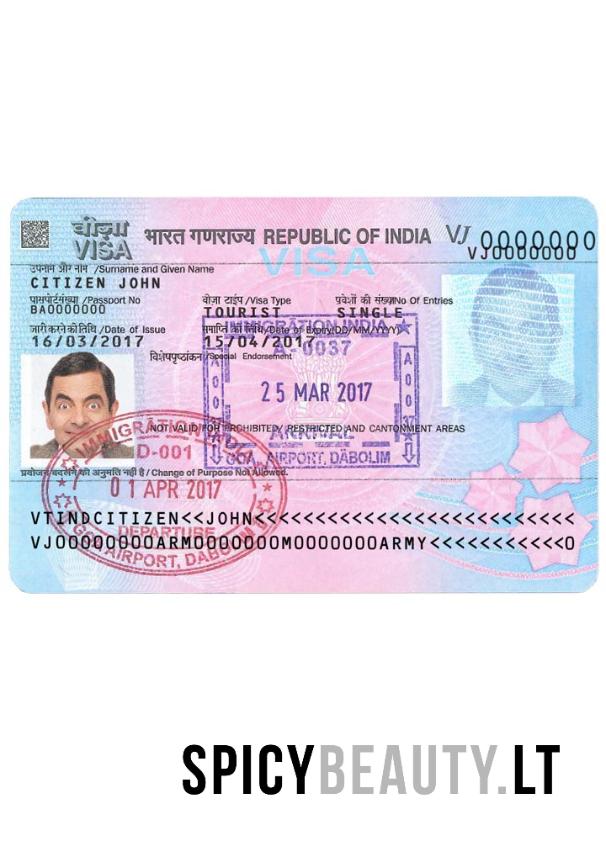 वीज़ा
VISA
भारत गणराज्य REPUBLIC OF INDIA VJ 0000000
VISA
VJ0000000
उपनाम और नाम /Surname and Given Name
CITIZEN JOHN
पासपोर्ट संख्या /Passport No वीज़ा टाईप /Visa Type प्रवेशों की संख्या/No Of Entries
BA0000000 TOURIST SINGLE
जारी करने की तिथि /Date of Issue समाप्ति की तिथि/Date of Expiry(DD/MM/YYYY)
16/03/2017 15/04/2017
IMMIGRATION INDIA
A-0037
विशेष पृष्ठांकन /Special Endorsement
25 MAR 2017
NOT VALID FOR PROHIBITED/ RESTRICTED AND CANTONMENT AREAS
ARRIVAL
GOA, AIRPORT, DABOLIM
IMMIGRATION INDIA
D-001
प्रयोजन बदलने की अनुमति नहीं है / Change of Purpose Not Allowed.
01 APR 2017
VTINDCITIZEN<<JOHN<<<<<<<<<<<<<<<<<<<<<<<<<<
DEPARTURE
VJ00000000ARM0000000M0000000ARMY<<<<<<<<<<<0
GOA AIRPORT, DABOLIM
SPICYBEAUTY.LT